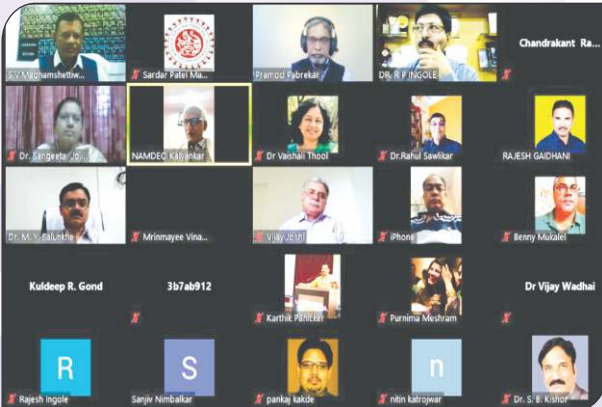 S.V Madhamshettiw...
Sardar Patel Ma...
Pramod Pabrekar
DR. R P INGOLE
Chandrakant Ra...
Dr. Sangeeta Jo...
NAMDEO Kalyankar
Dr Vaishali Thool
Dr.Rahul Sawlikar
RAJESH GAIDHANI
Dr. M. Y. Salunkhe
Mrinmayee Vina...
Vijay Joshi
iPhone
Benny Mukalel
Kuldeep R. Gond
3b7ab912
Karthik Panicker
Purnima Meshram
Dr Vijay Wadhai
R
Rajesh Ingole
S
Sanjiv Nimbalkar
pankaj kakde
n
nitin katrojwar
Dr. S. B. Kishor